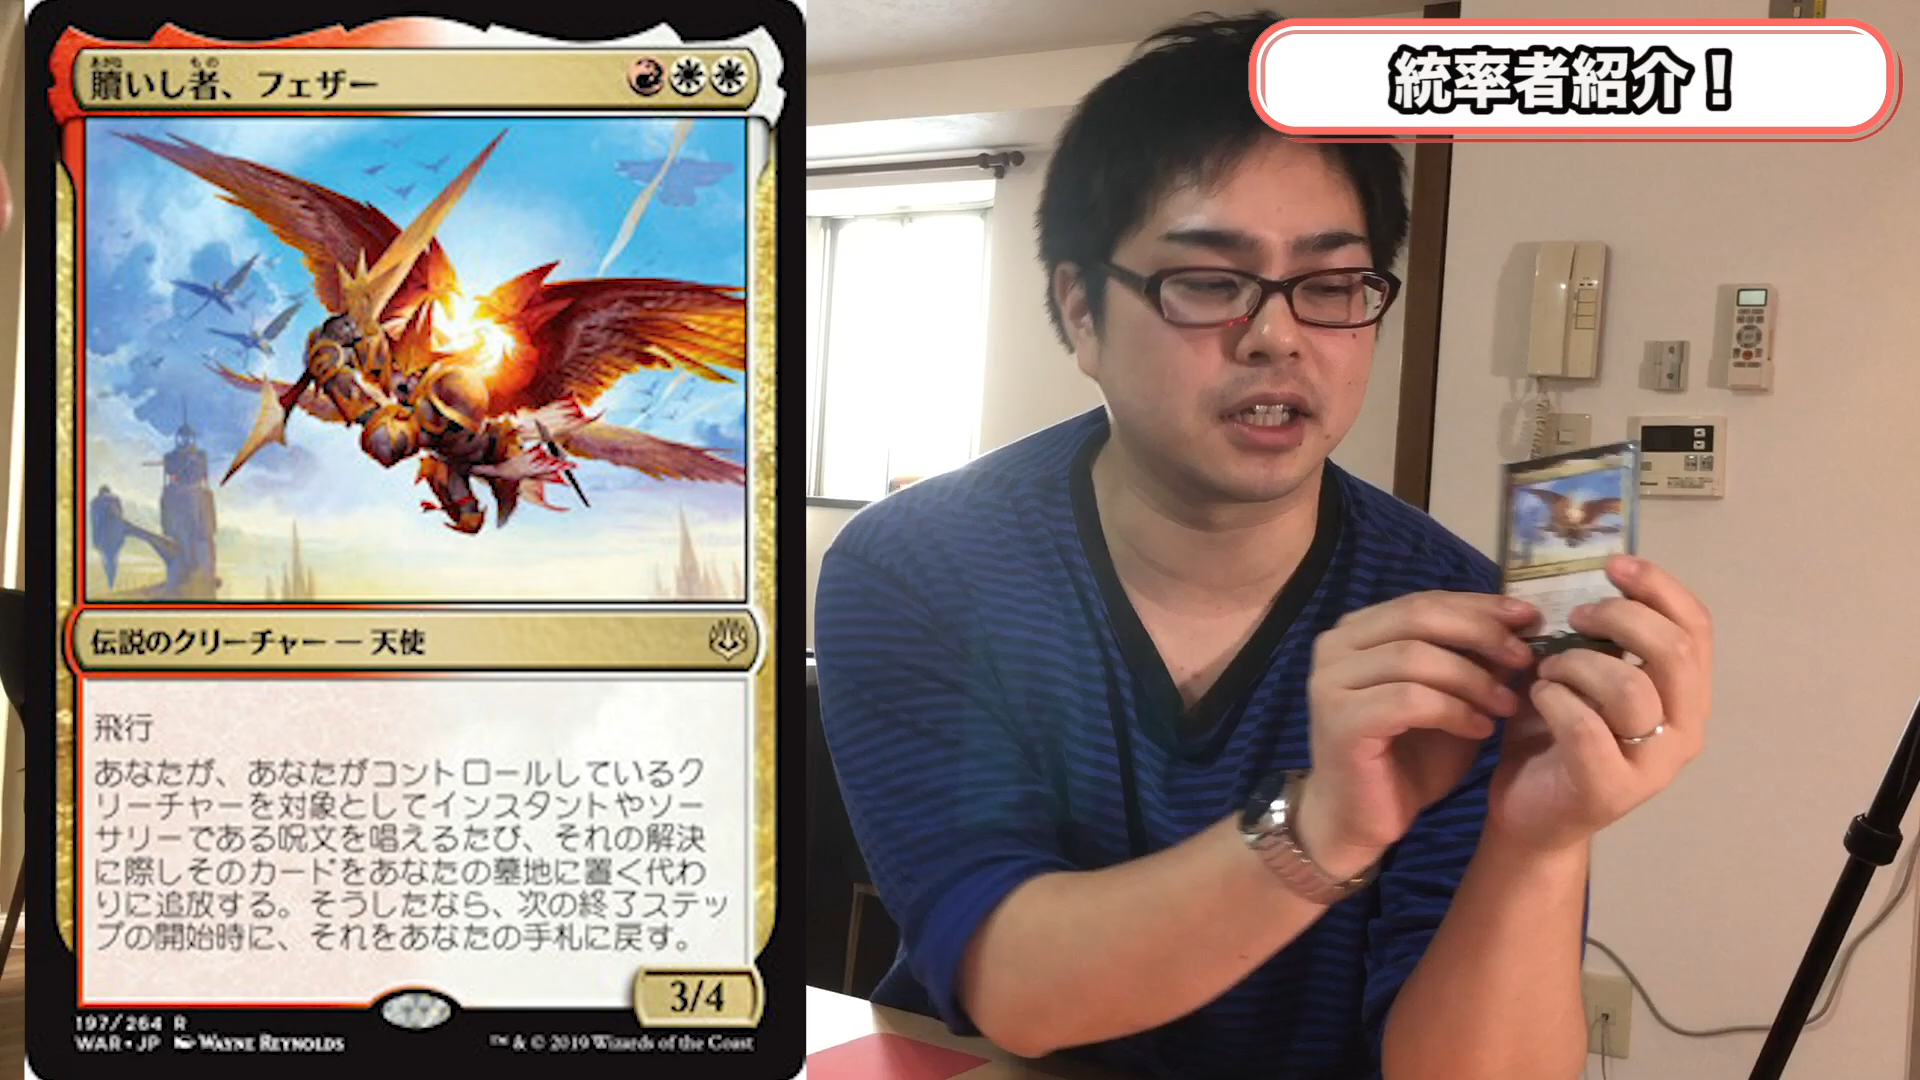 統率者紹介！
あがな もの
贖いし者、フェザー
伝説のクリーチャー ― 天使
飛行
あなたが、あなたがコントロールしているク
リーチャーを対象としてインスタントやソー
サリーである呪文を唱えるたび、それの解決
に際しそのカードをあなたの墓地に置く代わ
りに追放する。そうしたなら、次の終了ステッ
プの開始時に、それをあなたの手札に戻す。
3/4
197/264 R
WAR • JP WAYNE REYNOLDS
™ & © 2019 Wizards of the Coast